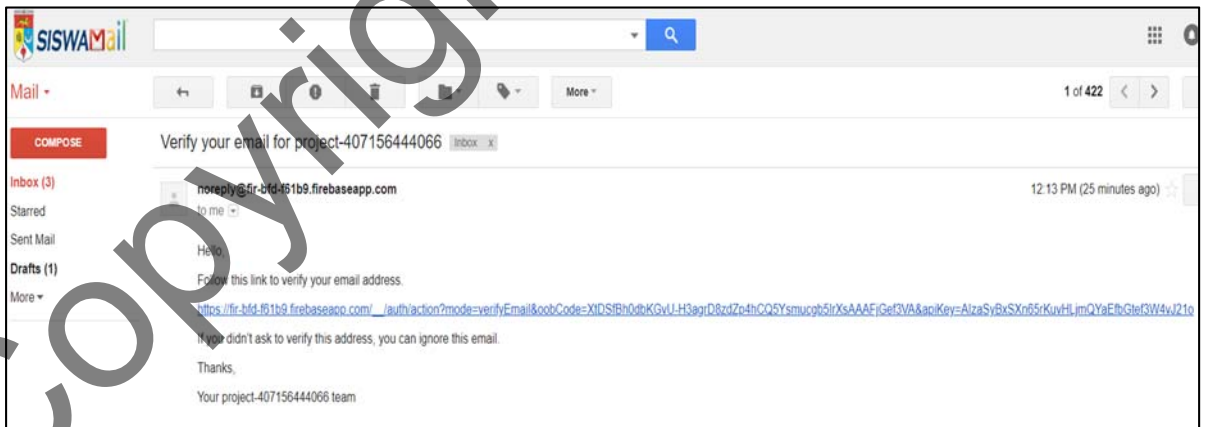 SISWAMail
Mail
More
1 of 422
COMPOSE
Verify your email for project-407156444066 Inbox x
Inbox (3)
noreply@fir-bfd-f61b9.firebaseapp.com
12:13 PM (25 minutes ago)
Starred
to me
Sent Mail
Hello,
Drafts (1)
Follow this link to verify your email address.
More
If you didn't ask to verify this address, you can ignore this email.
Thanks,
Your project-407156444066 team
Copyrig